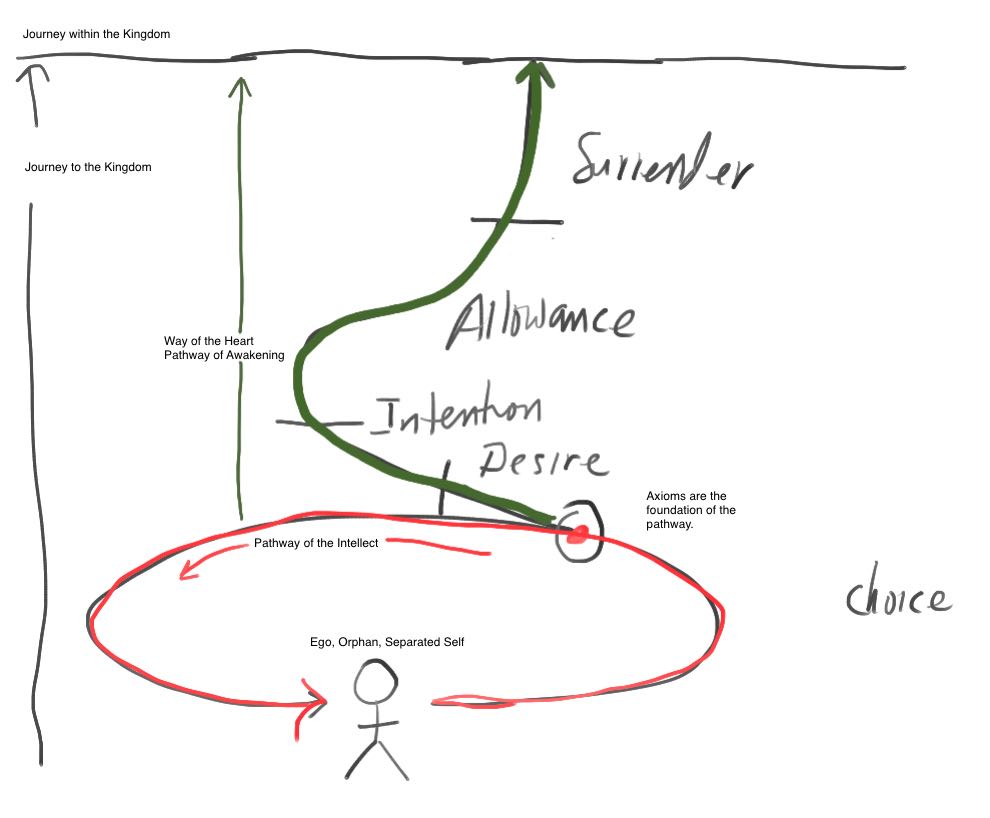 Journey within the Kingdom
Journey to the Kingdom
Surrender
Way of the Heart
Pathway of Awakening
Allowance
Intention
Desire
Axioms are the
foundation of the
pathway.
Pathway of the Intellect
choice
Ego, Orphan, Separated Self